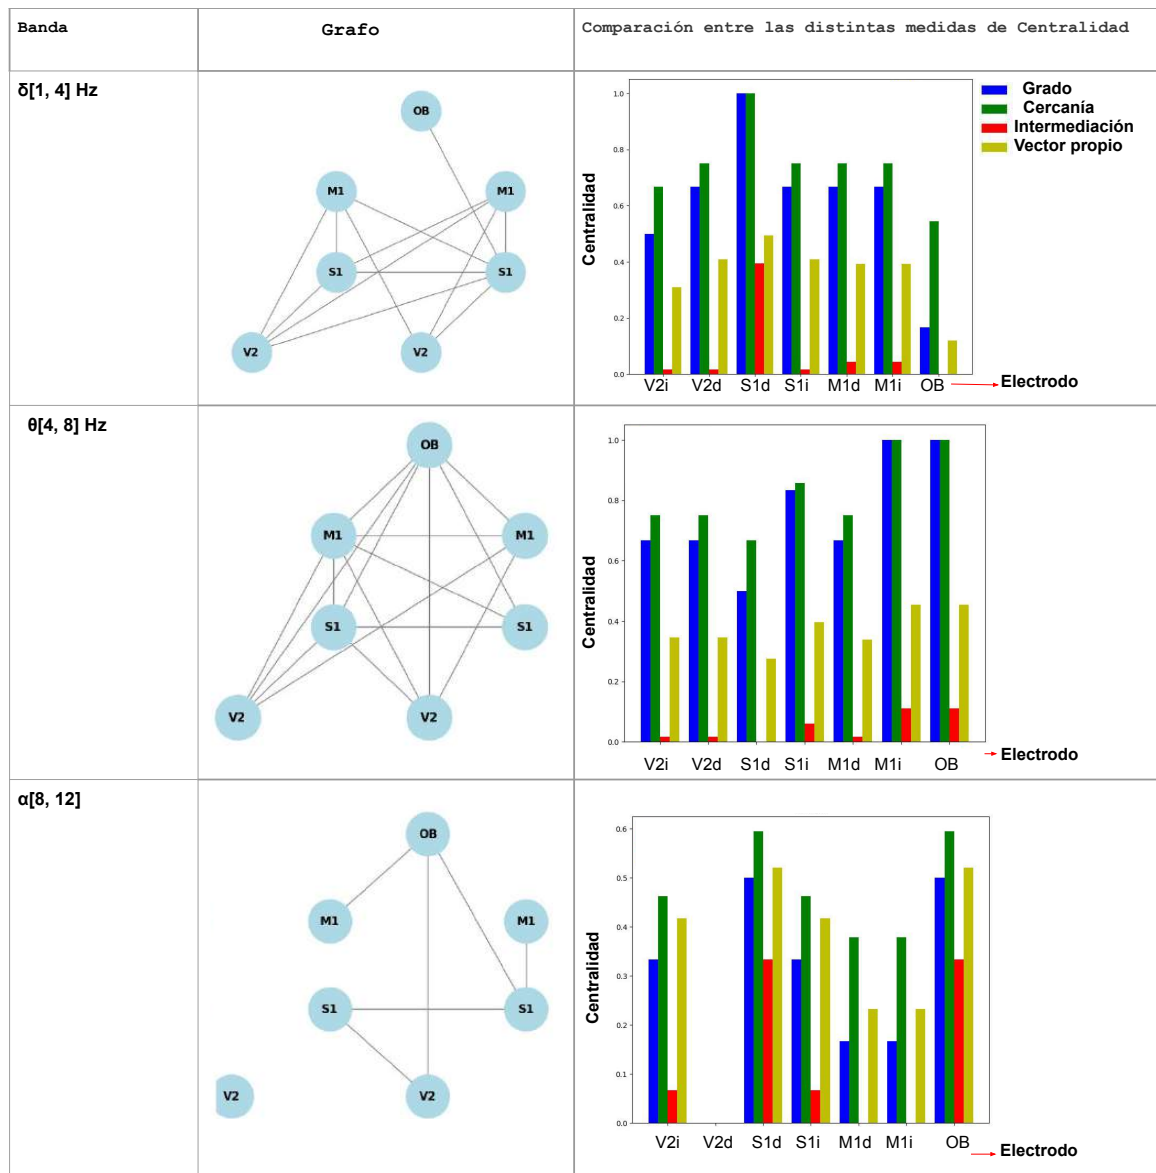 Banda
Grafo
Comparación entre las distintas medidas de Centralidad
δ[1, 4] Hz
OB
M1
M1
S1
S1
V2
V2
Grado
Cercanía
Intermediación
Vector propio
Centralidad
1.0
0.8
0.6
0.4
0.2
0.0
V2i V2d S1d S1i M1d M1i OB
Electrodo
θ[4, 8] Hz
OB
M1
M1
S1
S1
V2
V2
Centralidad
1.0
0.8
0.6
0.4
0.2
0.0
V2i V2d S1d S1i M1d M1i OB
Electrodo
α[8, 12]
OB
M1
M1
S1
S1
V2
V2
Centralidad
0.6
0.5
0.4
0.3
0.2
0.1
0.0
V2i V2d S1d S1i M1d M1i OB
Electrodo